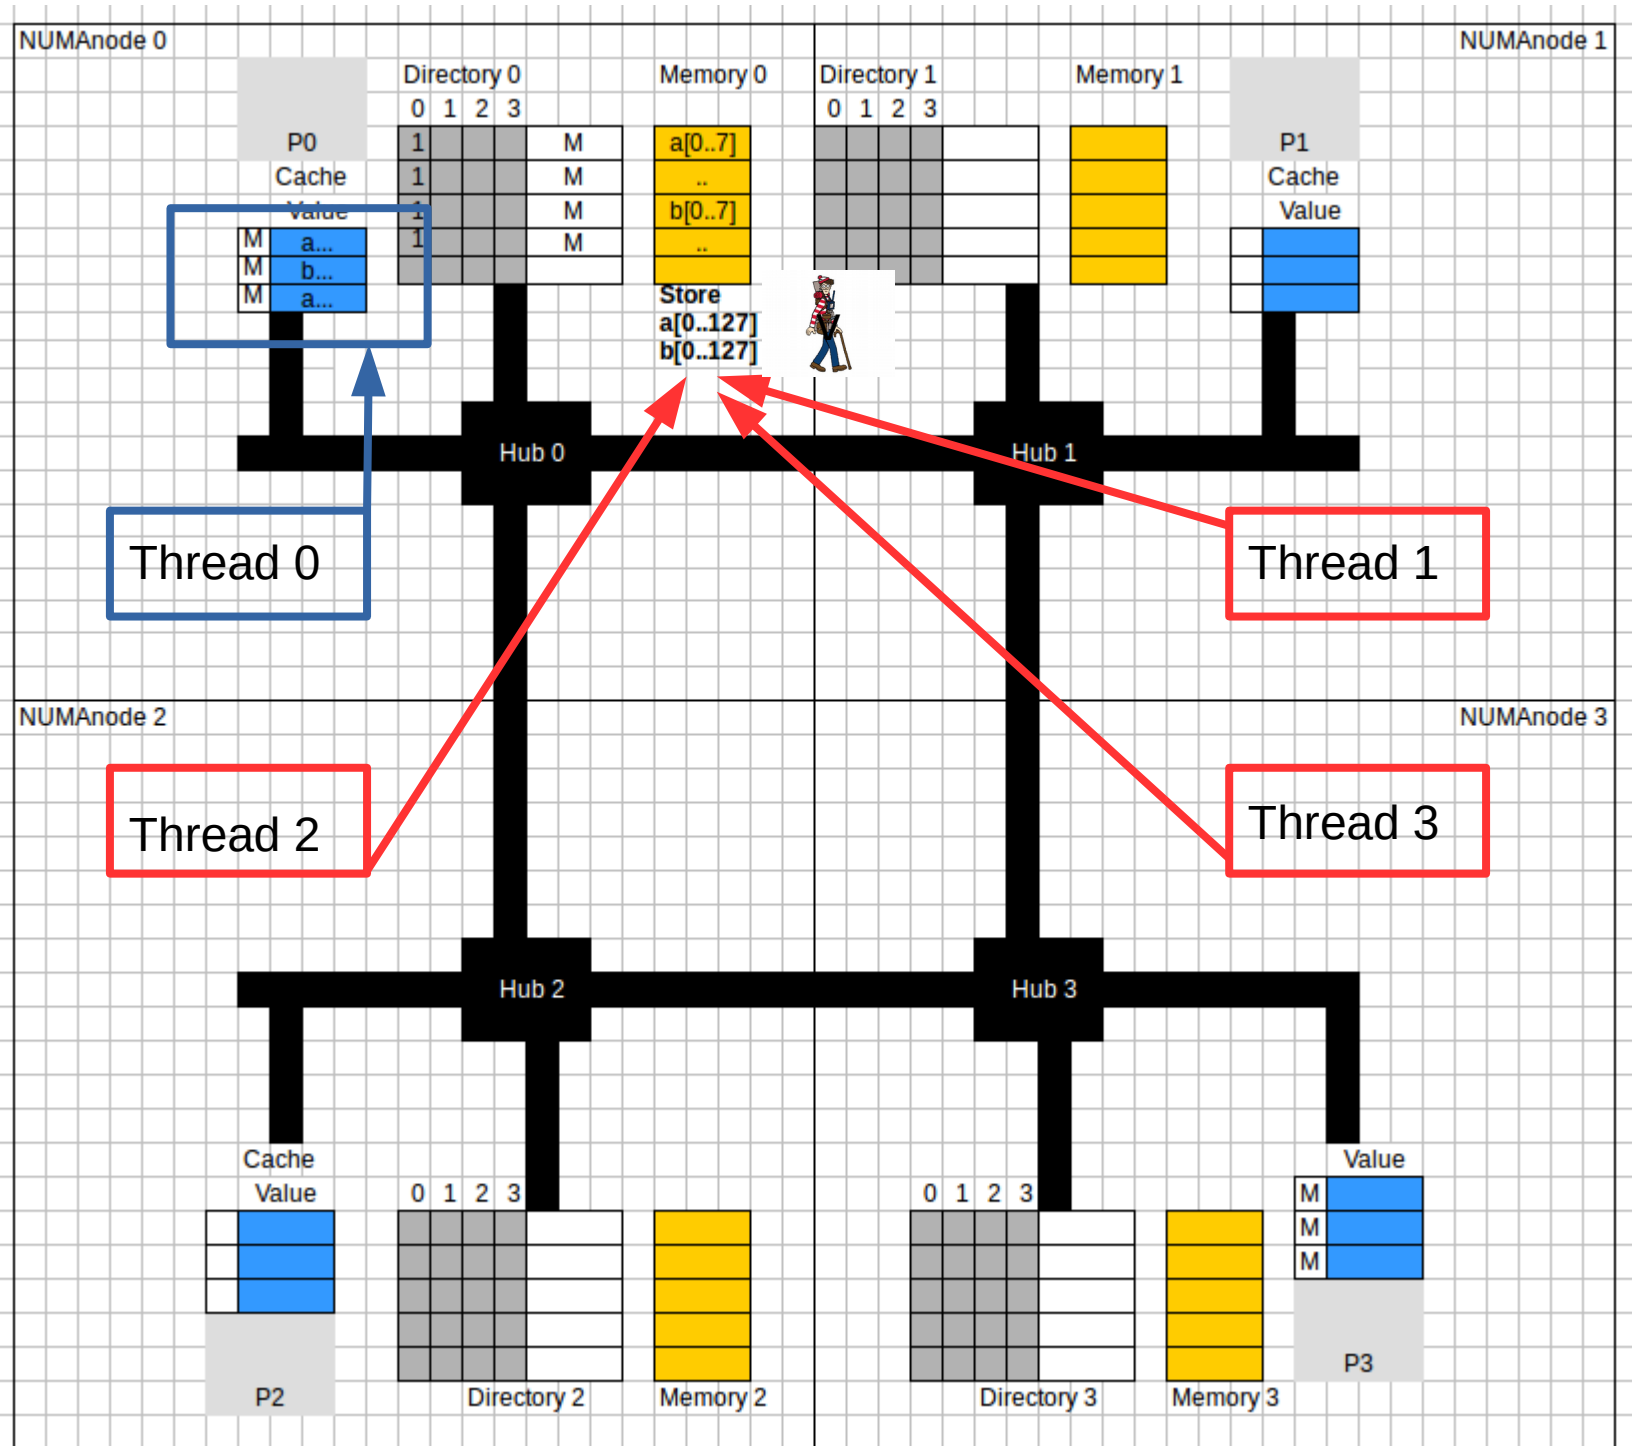 NUMAnode 0
NUMAnode 1
Directory 0
Memory 0
Directory 1
Memory 1
0 1 2 3
0 1 2 3
P0
1 M a[0..7]
P1
Cache
1 M ..
Cache
Value
1 M b[0..7]
Value
M a...
1 M ..
M b...
M a...
Store
a[0..127]
b[0..127]
Hub 0
Hub 1
Thread 0
Thread 1
NUMAnode 2
NUMAnode 3
Thread 2
Thread 3
Hub 2
Hub 3
Cache
Value
Value
0 1 2 3
0 1 2 3
M
M
M
P3
P2
Directory 2
Memory 2
Directory 3
Memory 3